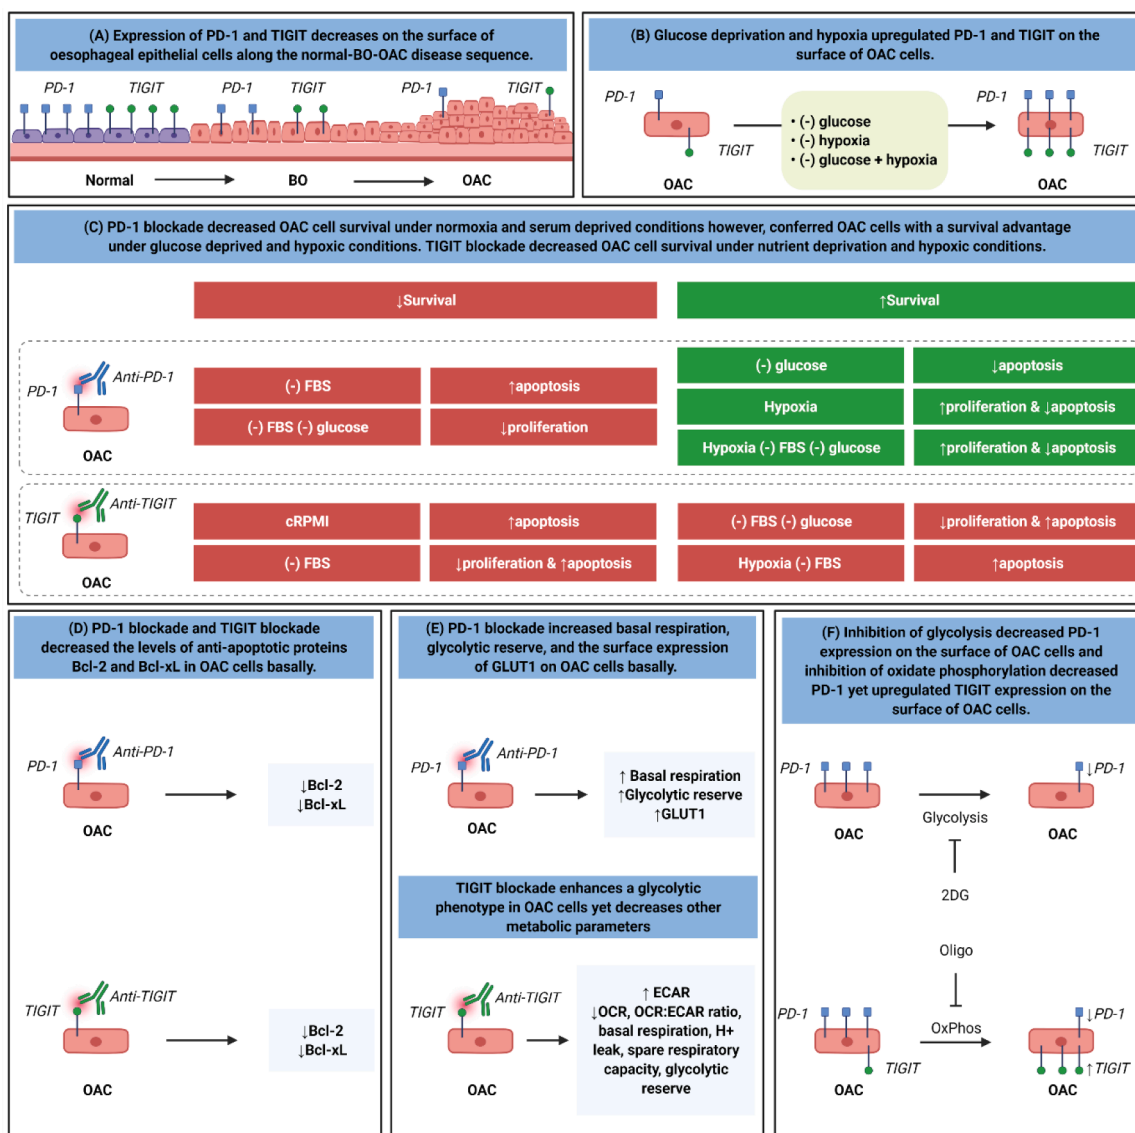 (A) Expression of PD-1 and TIGIT decreases on the surface of
oesophageal epithelial cells along the normal-BO-OAC disease sequence.
PD-1
TIGIT
PD-1
TIGIT
PD-1
TIGIT
Normal
BO
OAC
(B) Glucose deprivation and hypoxia upregulated PD-1 and TIGIT on the
surface of OAC cells.
PD-1
TIGIT
OAC
• (-) glucose
• (-) hypoxia
• (-) glucose + hypoxia
PD-1
TIGIT
OAC
(C) PD-1 blockade decreased OAC cell survival under normoxia and serum deprived conditions however, conferred OAC cells with a survival advantage
under glucose deprived and hypoxic conditions. TIGIT blockade decreased OAC cell survival under nutrient deprivation and hypoxic conditions.
↓Survival
↑Survival
PD-1
Anti-PD-1
OAC
(-) FBS
↑apoptosis
(-) FBS (-) glucose
↓proliferation
(-) glucose
↓apoptosis
Hypoxia
↑proliferation & ↓apoptosis
Hypoxia (-) FBS (-) glucose
↑proliferation & ↓apoptosis
TIGIT
Anti-TIGIT
OAC
cRPMI
↑apoptosis
(-) FBS
↓proliferation & ↑apoptosis
(-) FBS (-) glucose
↓proliferation & ↑apoptosis
Hypoxia (-) FBS
↑apoptosis
(D) PD-1 blockade and TIGIT blockade
decreased the levels of anti-apoptotic proteins
Bcl-2 and Bcl-xL in OAC cells basally.
PD-1
Anti-PD-1
OAC
↓Bcl-2
↓Bcl-xL
TIGIT
Anti-TIGIT
OAC
↓Bcl-2
↓Bcl-xL
(E) PD-1 blockade increased basal respiration,
glycolytic reserve, and the surface expression
of GLUT1 on OAC cells basally.
PD-1
Anti-PD-1
OAC
↑ Basal respiration
↑Glycolytic reserve
↑GLUT1
TIGIT blockade enhances a glycolytic
phenotype in OAC cells yet decreases other
metabolic parameters
TIGIT
Anti-TIGIT
OAC
↑ ECAR
↓OCR, OCR:ECAR ratio,
basal respiration, H+
leak, spare respiratory
capacity, glycolytic
reserve
(F) Inhibition of glycolysis decreased PD-1
expression on the surface of OAC cells and
inhibition of oxidate phosphorylation decreased
PD-1 yet upregulated TIGIT expression on the
surface of OAC cells.
PD-1
OAC
Glycolysis
↓PD-1
OAC
2DG
Oligo
PD-1
TIGIT
OAC
OxPhos
↓PD-1
↑TIGIT
OAC